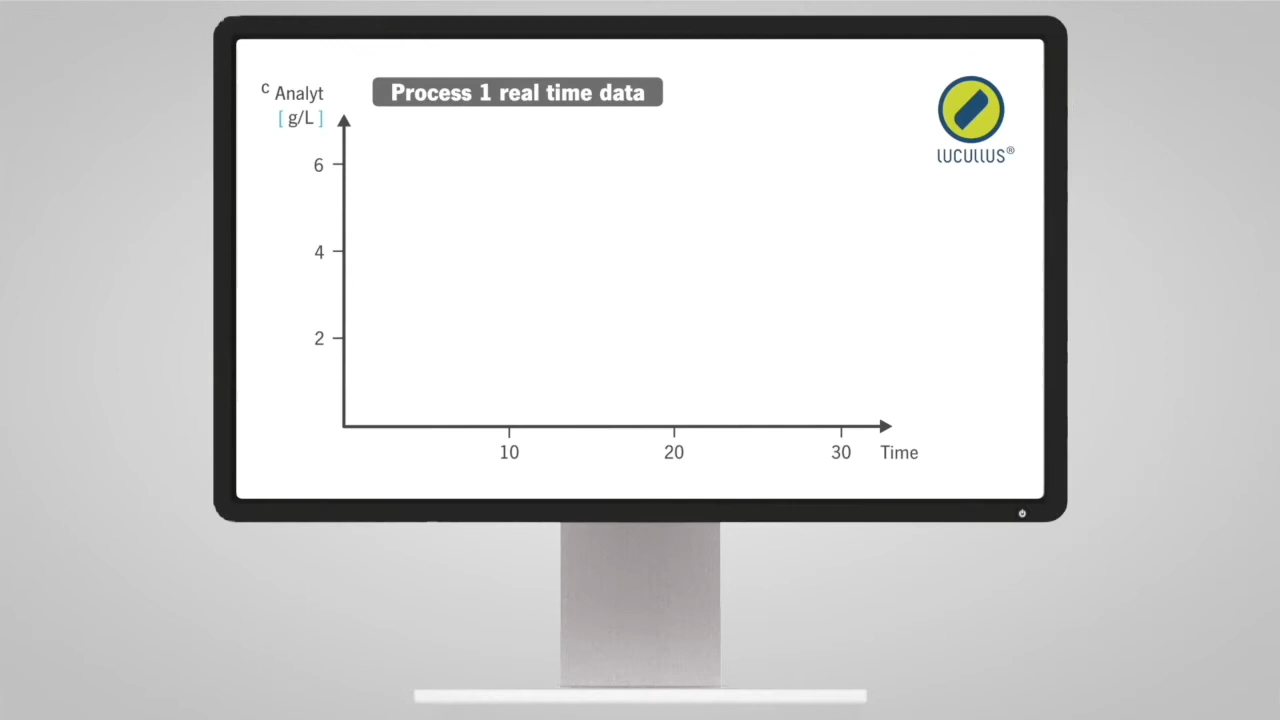 c Analyt
[ g/L ]
Process 1 real time data
LUCULLUS®
6
4
2
10 20 30 Time